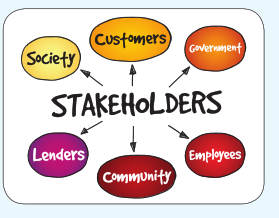 Customers
Society
Government
STAKEHOLDERS
Lenders
Community
Employees